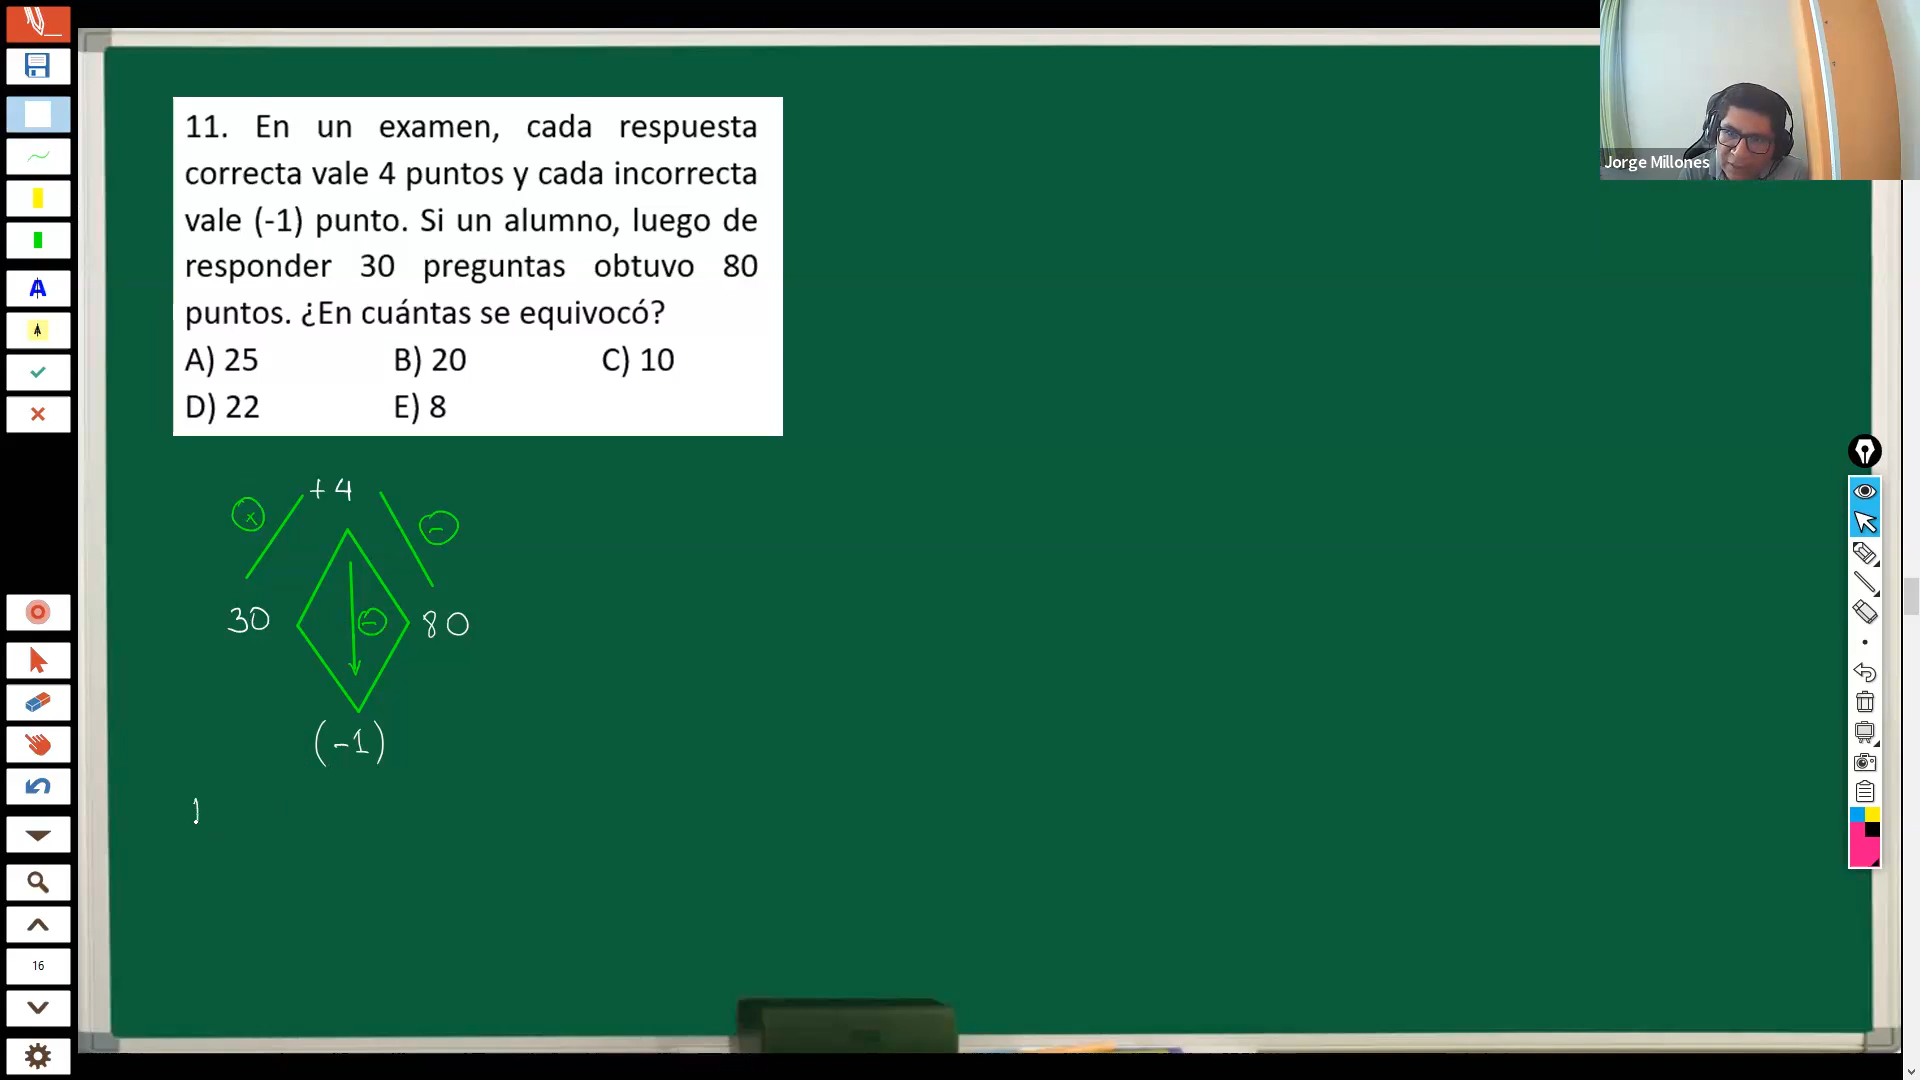 Jorge Millones
11. En un examen, cada respuesta
correcta vale 4 puntos y cada incorrecta
vale (-1) punto. Si un alumno, luego de
responder 30 preguntas obtuvo 80
puntos. ¿En cuántas se equivocó?
A) 25 B) 20 C) 10
D) 22 E) 8
+4
× −
30 − 80
(-1)
16